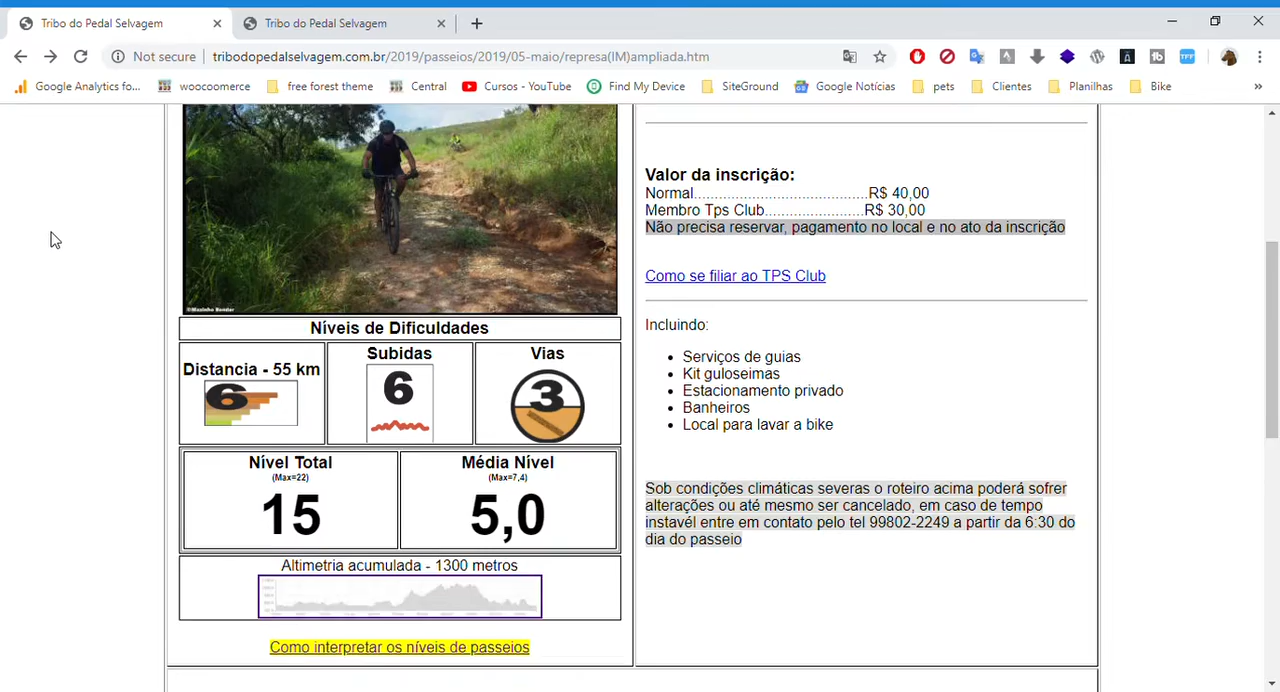 Tribo do Pedal Selvagem
Tribo do Pedal Selvagem
Not secure
tribodopedalselvagem.com.br/2019/passeios/2019/05-maio/represa(IM)ampliada.htm
Google Analytics fo...
woocoomerce
free forest theme
Central
Cursos - YouTube
Find My Device
SiteGround
Google Notícias
pets
Clientes
Planilhas
Bike
»
Níveis de Dificuldades
Distancia - 55 km
6
Subidas
6
Vias
3
Nível Total
(Max=22)
15
Média Nível
(Max=7,4)
5,0
Altimetria acumulada - 1300 metros
Como interpretar os níveis de passeios
Valor da inscrição:
Normal..........................................R$ 40,00
Membro Tps Club........................R$ 30,00
Não precisa reservar, pagamento no local e no ato da inscrição
Como se filiar ao TPS Club
Incluindo:
Serviços de guias
Kit guloseimas
Estacionamento privado
Banheiros
Local para lavar a bike
Sob condições climáticas severas o roteiro acima poderá sofrer
alterações ou até mesmo ser cancelado, em caso de tempo
instavél entre em contato pelo tel 99802-2249 a partir da 6:30 do
dia do passeio